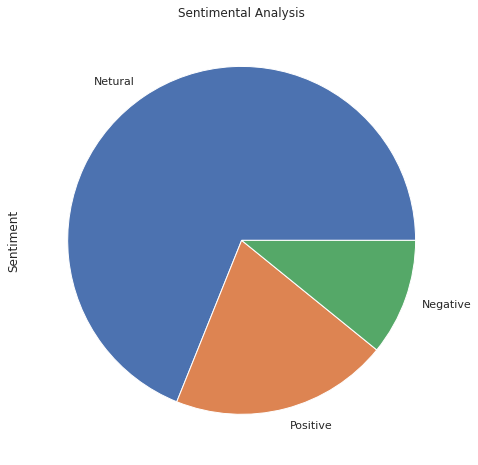 Sentimental Analysis
Netural
Sentiment
Negative
Positive